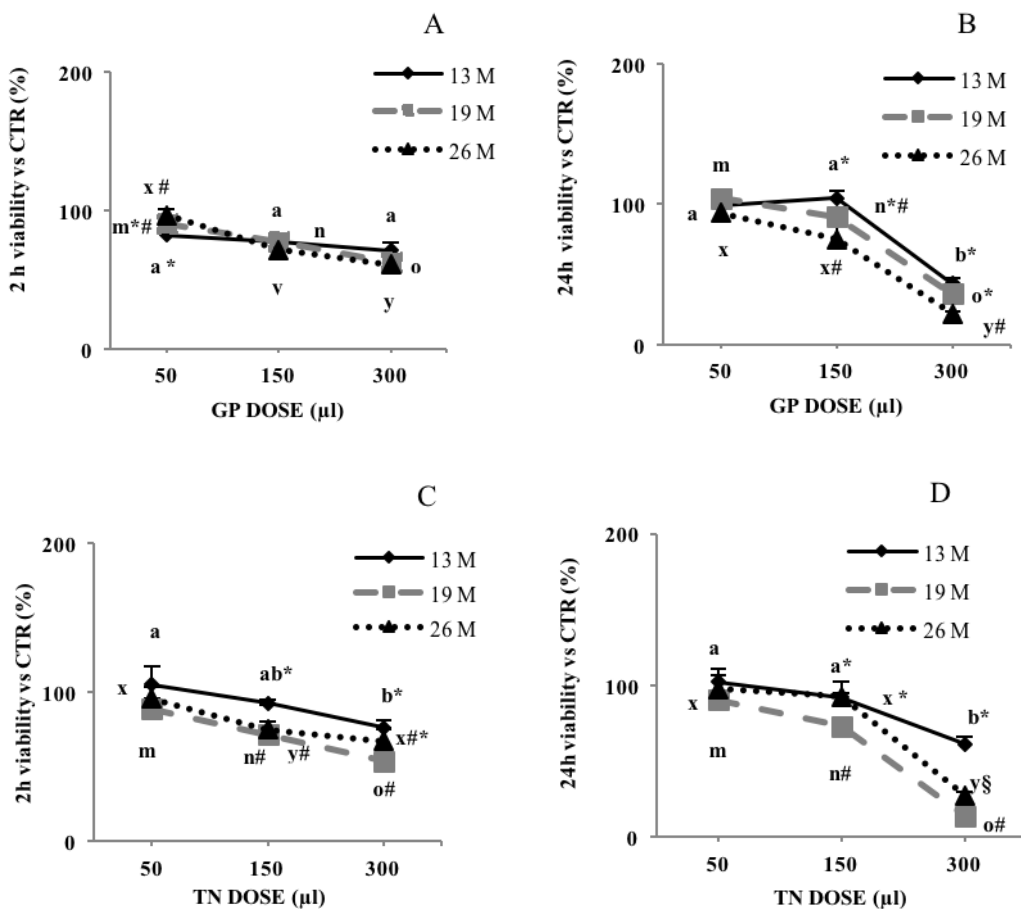 A
2 h viability vs CTR (%)
200
100
0
13 M
19 M
26 M
x #
m*#
a *
a
n
v
a
o
y
50 150 300
GP DOSE (µl)
B
24h viability vs CTR (%)
200
100
0
13 M
19 M
26 M
m
a
x
a*
n*#
x#
b*
o*
y#
50 150 300
GP DOSE (µl)
C
2h viability vs CTR (%)
200
100
0
13 M
19 M
26 M
a
x
m
ab*
n#
y#
b*
x#*
o#
50 150 300
TN DOSE (µl)
D
24h viability vs CTR (%)
200
100
0
13 M
19 M
26 M
a
x
m
a*
x *
n#
b*
y§
o#
50 150 300
TN DOSE (µl)